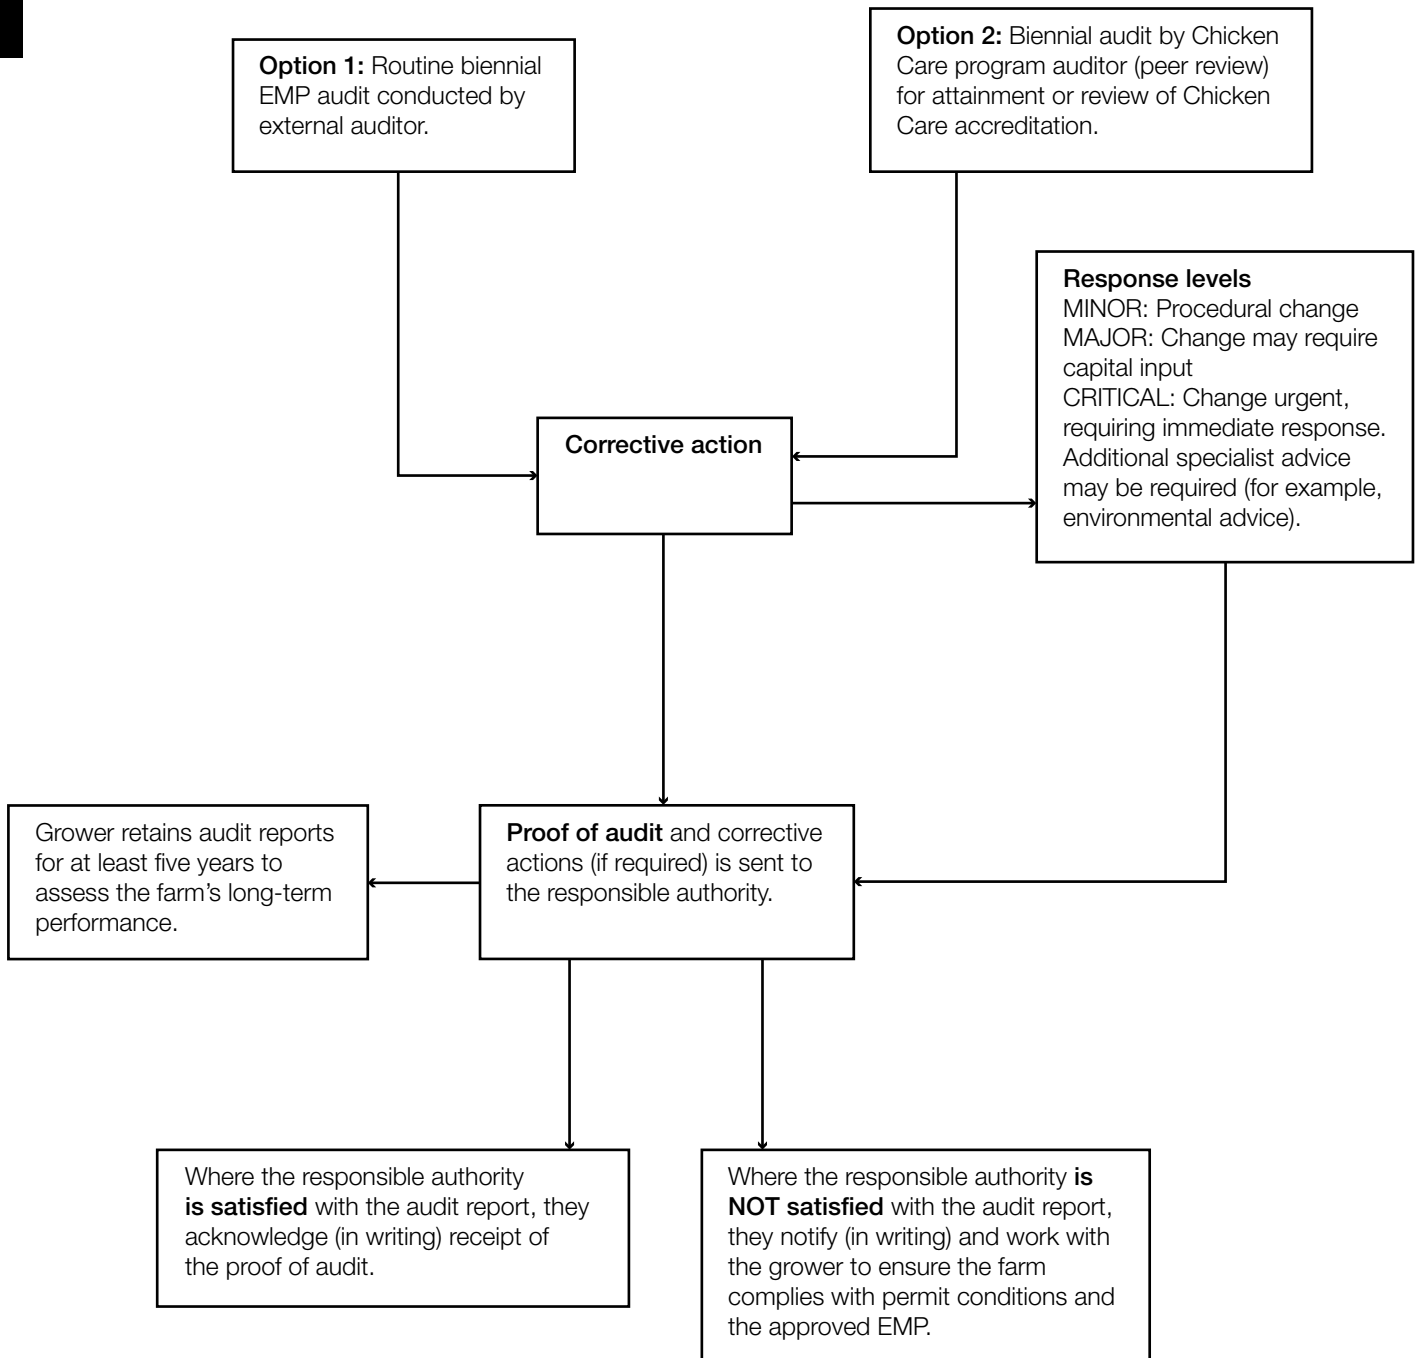 Option 1: Routine biennial
EMP audit conducted by
external auditor.
Option 2: Biennial audit by Chicken
Care program auditor (peer review)
for attainment or review of Chicken
Care accreditation.
Response levels
MINOR: Procedural change
MAJOR: Change may require
capital input
CRITICAL: Change urgent,
requiring immediate response.
Additional specialist advice
may be required (for example,
environmental advice).
Corrective action
Grower retains audit reports
for at least five years to
assess the farm’s long-term
performance.
Proof of audit and corrective
actions (if required) is sent to
the responsible authority.
Where the responsible authority
is satisfied with the audit report, they
acknowledge (in writing) receipt of
the proof of audit.
Where the responsible authority is
NOT satisfied with the audit report,
they notify (in writing) and work with
the grower to ensure the farm
complies with permit conditions and
the approved EMP.